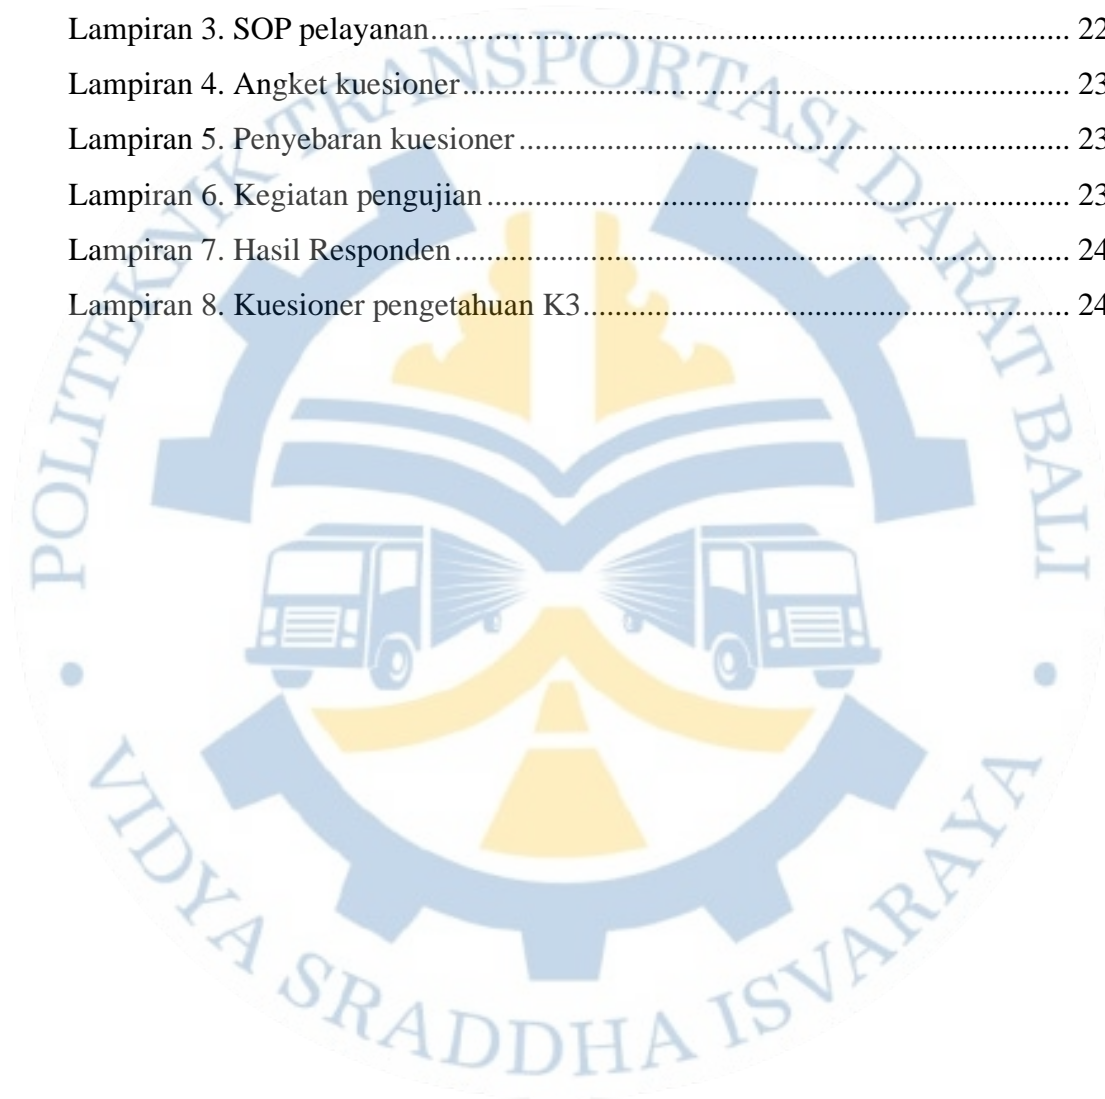 Lampiran 3. SOP pelayanan........................................................................ 22
Lampiran 4. Angket kuesioner.................................................................... 23
Lampiran 5. Penyebaran kuesioner............................................................. 23
Lampiran 6. Kegiatan pengujian................................................................. 23
Lampiran 7. Hasil Responden..................................................................... 24
Lampiran 8. Kuesioner pengetahuan K3..................................................... 24
POLITEKNIK TRANSPORTASI DARAT BALI
• VIDYA SRADDHA ISVARAYA •